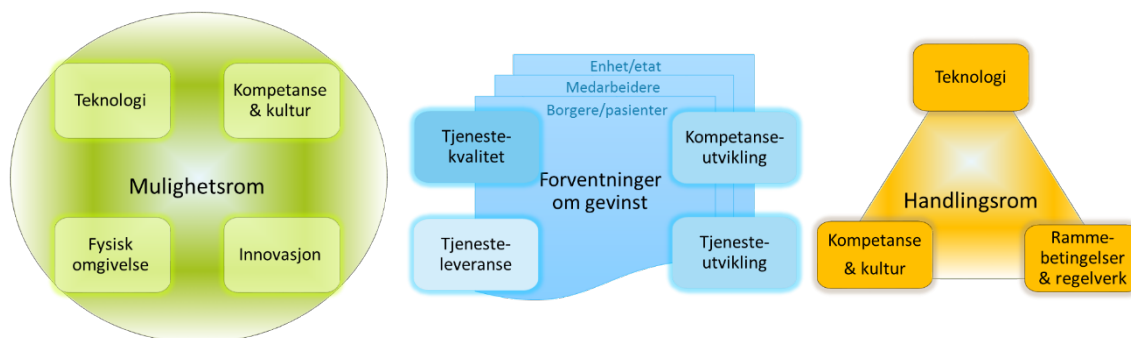 Teknologi
Kompetanse
& kultur
Mulighetsrom
Fysisk
omgivelse
Innovasjon
Enhet/etat
Medarbeidere
Borgere/pasienter
Tjeneste-
kvalitet
Kompetanse-
utvikling
Forventninger
om gevinst
Tjeneste-
leveranse
Tjeneste-
utvikling
Teknologi
Handlingsrom
Kompetanse
& kultur
Ramme-
betingelser
& regelverk